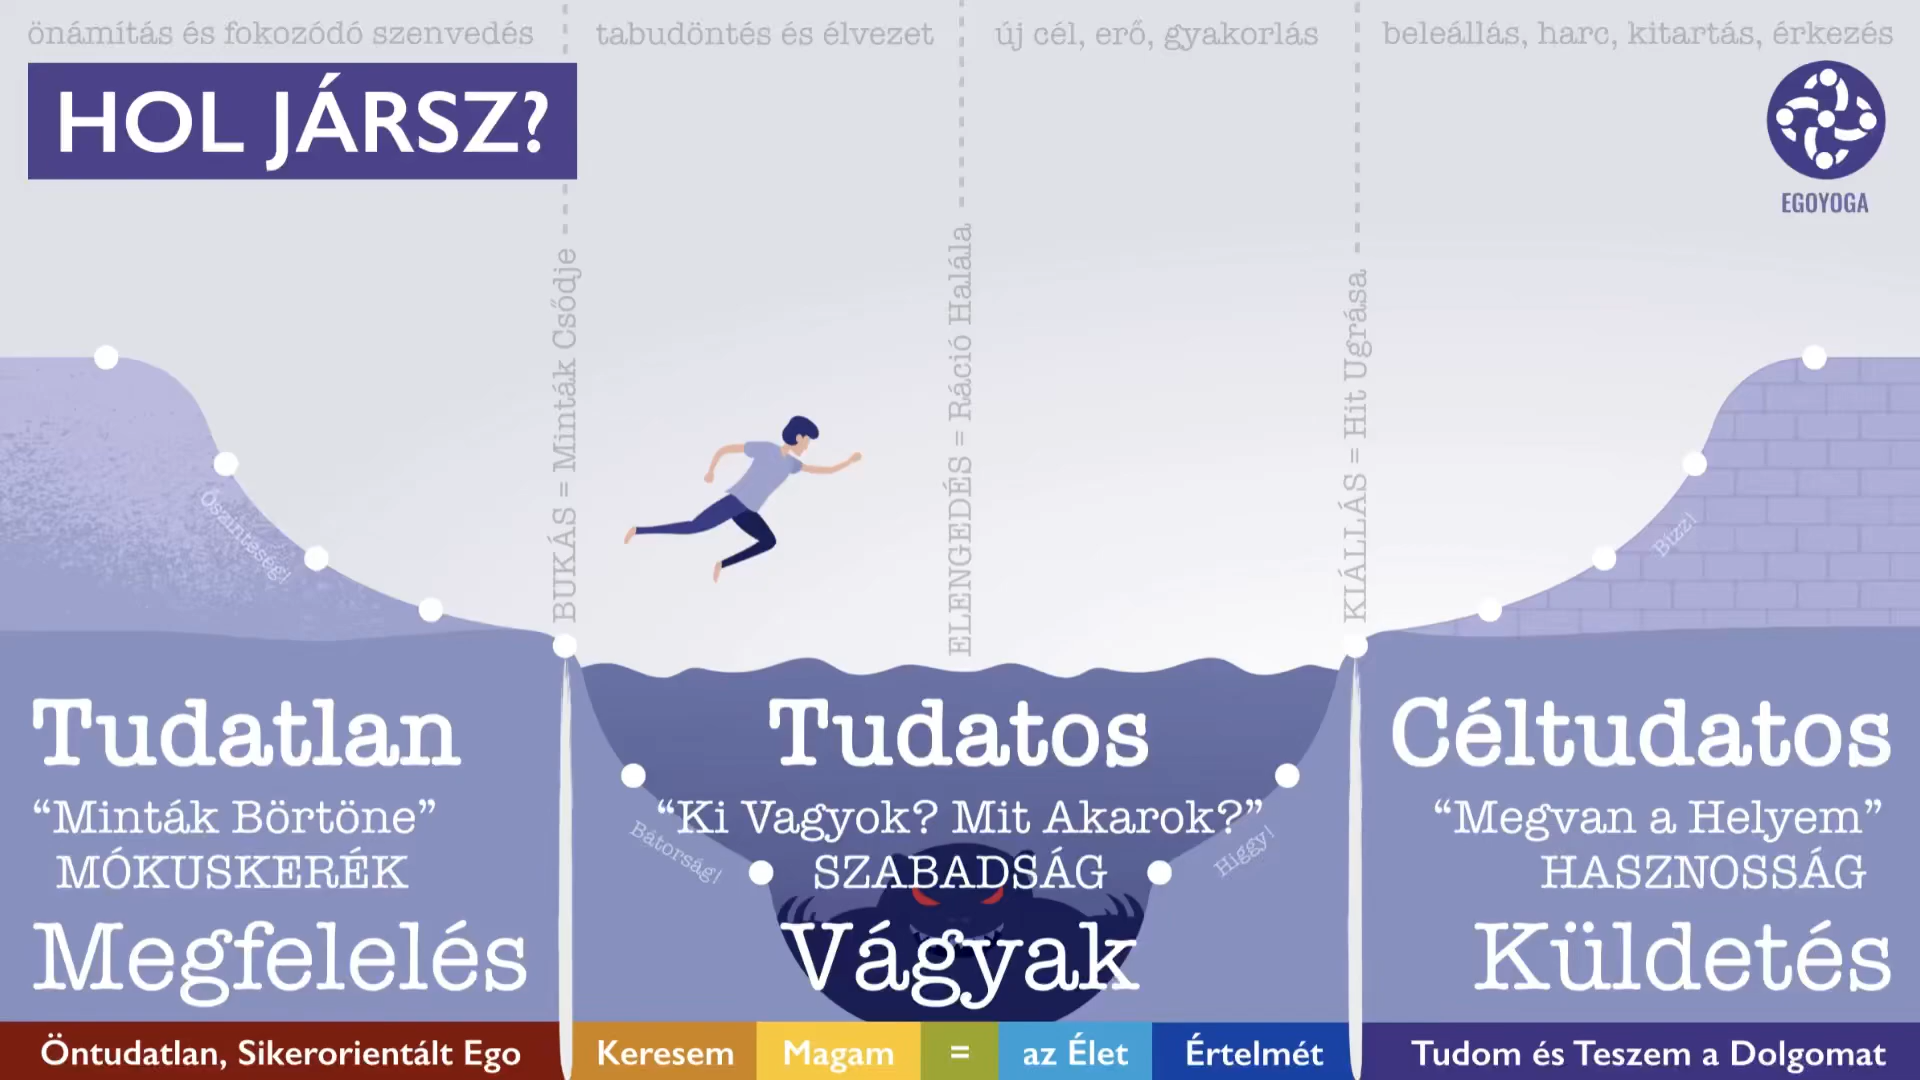 önámítás és fokozódó szenvedés
tabudöntés és élvezet
új cél, erő, gyakorlás
beleállás, harc, kitartás, érkezés
HOL JÁRSZ?
EGOYOGA
BUKÁS = Minták Csődje
ELENGEDÉS = Ráció Halála
KIÁLLÁS = Hit Ugrása
Őszinteség!
Bízz!
Tudatlan
“Minták Börtöne”
MÓKUSKERÉK
Megfelelés
Tudatos
“Ki Vagyok? Mit Akarok?”
Bátorság!
SZABADSÁG
Higgy!
Vágyak
Céltudatos
“Megvan a Helyem”
HASZNOSSÁG
Küldetés
Öntudatlan, Sikerorientált Ego
Keresem Magam = az Élet Értelmét
Tudom és Teszem a Dolgomat